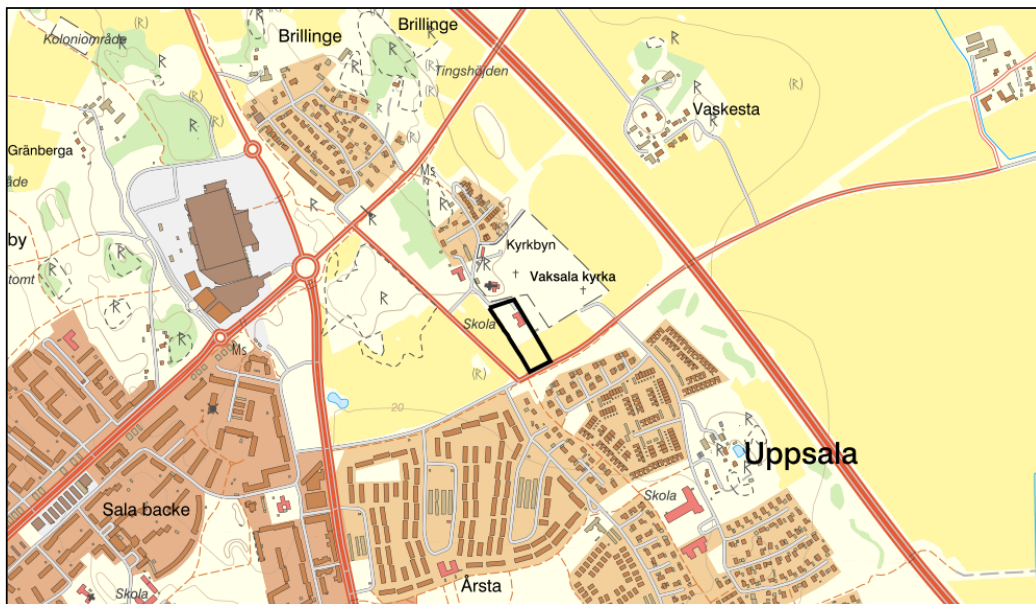 Koloniområde
Brillinge
Brillinge
Tingshöjden
Vaskesta
Gränberga
åde
by
tomt
Ms
Ms
Kyrkbyn
Vaksala kyrka
Skola
20
Uppsala
Sala backe
Skola
Årsta
Skola
R
R
R
R
R
R
R
R
R
R
R
R
R
R
(R)
(R)
(R)
(R)
(R)